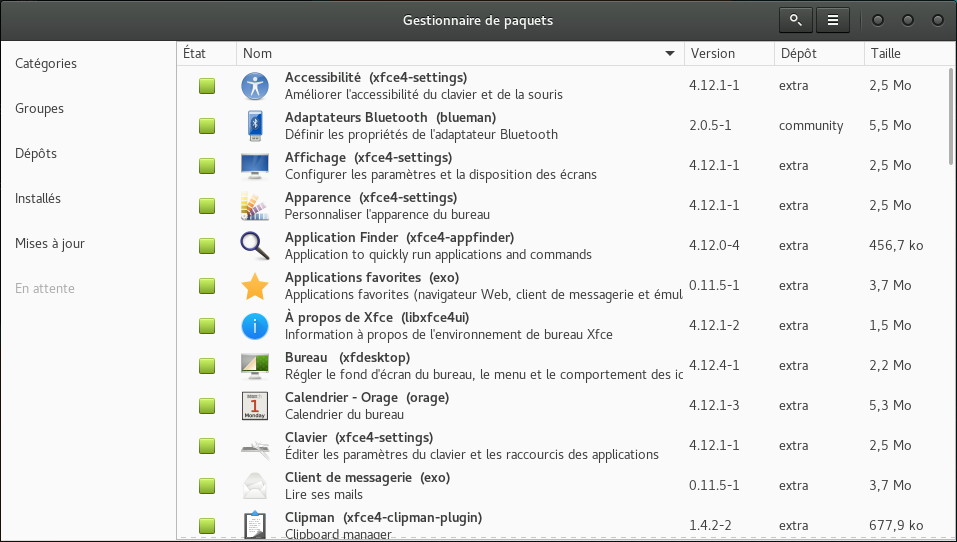 Gestionnaire de paquets
Catégories
Groupes
Dépôts
Installés
Mises à jour
En attente
État Nom Version Dépôt Taille
Accessibilité (xfce4-settings)
Améliorer l'accessibilité du clavier et de la souris
4.12.1-1 extra 2,5 Mo
Adaptateurs Bluetooth (blueman)
Définir les propriétés de l'adaptateur Bluetooth
2.0.5-1 community 5,5 Mo
Affichage (xfce4-settings)
Configurer les paramètres et la disposition des écrans
4.12.1-1 extra 2,5 Mo
Apparence (xfce4-settings)
Personnaliser l'apparence du bureau
4.12.1-1 extra 2,5 Mo
Application Finder (xfce4-appfinder)
Application to quickly run applications and commands
4.12.0-4 extra 456,7 ko
Applications favorites (exo)
Applications favorites (navigateur Web, client de messagerie et émul
0.11.5-1 extra 3,7 Mo
À propos de Xfce (libxfce4ui)
Information à propos de l'environnement de bureau Xfce
4.12.1-2 extra 1,5 Mo
Bureau (xfdesktop)
Régler le fond d'écran du bureau, le menu et le comportement des ic
4.12.4-1 extra 2,2 Mo
1
Monday
Calendrier - Orage (orage)
Calendrier du bureau
4.12.1-3 extra 5,3 Mo
Clavier (xfce4-settings)
Éditer les paramètres du clavier et les raccourcis des applications
4.12.1-1 extra 2,5 Mo
Client de messagerie (exo)
Lire ses mails
0.11.5-1 extra 3,7 Mo
Clipman (xfce4-clipman-plugin)
Clipboard manager
1.4.2-2 extra 677,9 ko